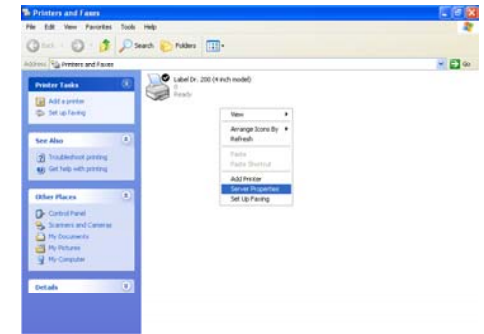 Printers and Faxes
File Edit View Favorites Tools Help
Back Search Folders
Address Printers and Faxes Go
Printer Tasks
Add a printer
Set up faxing
See Also
Troubleshoot printing
Get help with printing
Other Places
Control Panel
Scanners and Cameras
My Documents
My Pictures
My Computer
Details
Label Dr. 200 (4 inch model)
0
Ready
View
Arrange Icons By
Refresh
Paste
Paste Shortcut
Add Printer
Server Properties
Set Up Faxing